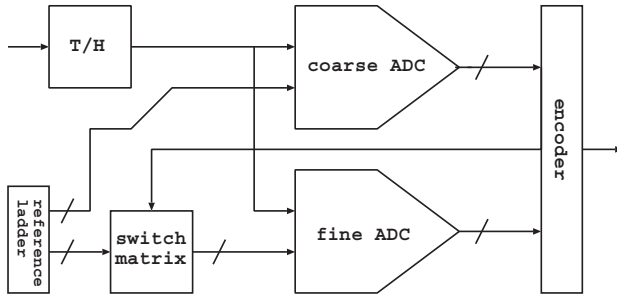 T/H
coarse ADC
encoder
reference
ladder
switch
matrix
fine ADC